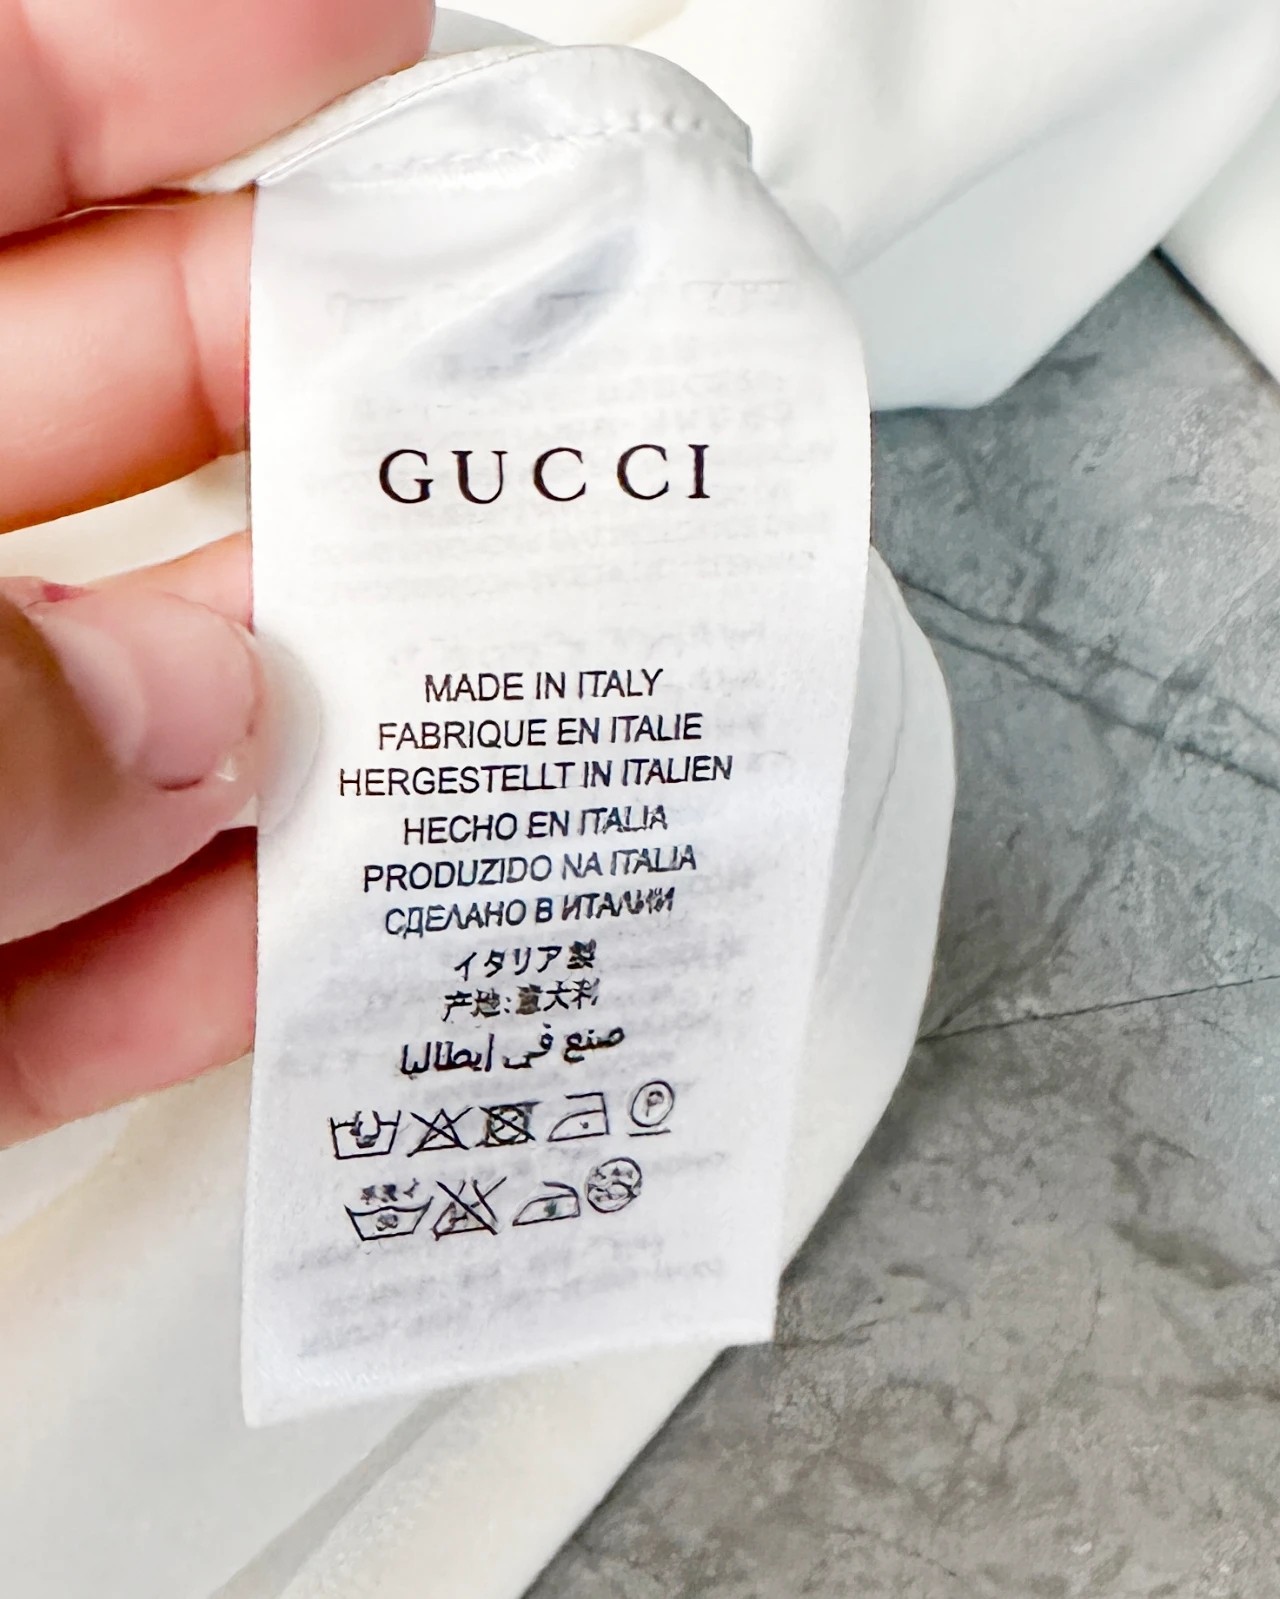 GUCCI
MADE IN ITALY
FABRIQUE EN ITALIE
HERGESTELLT IN ITALIEN
HECHO EN ITALIA
PRODUZIDO NA ITALIA
СДЕЛАНО В ИТАЛИИ
イタリア製
产地:意大利
صنع في ايطاليا
P
30